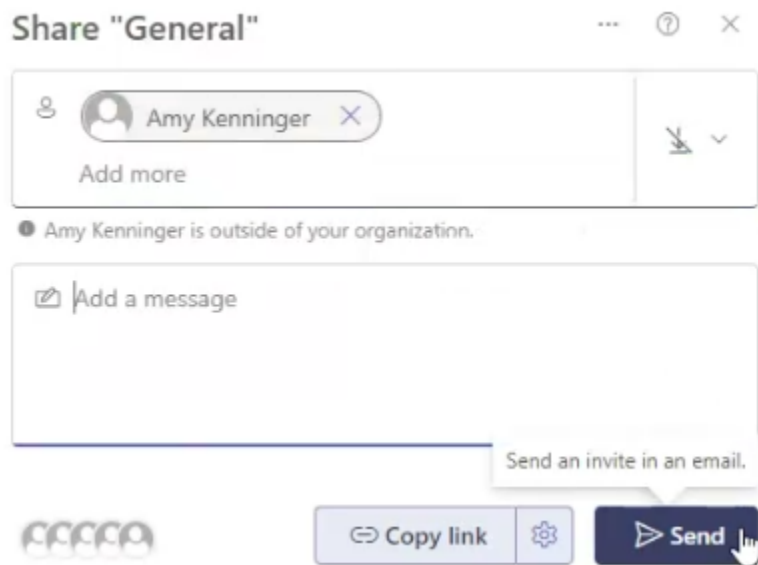 Share "General"
Amy Kenninger
Add more
Amy Kenninger is outside of your organization.
Add a message
Send an invite in an email.
Copy link
Send